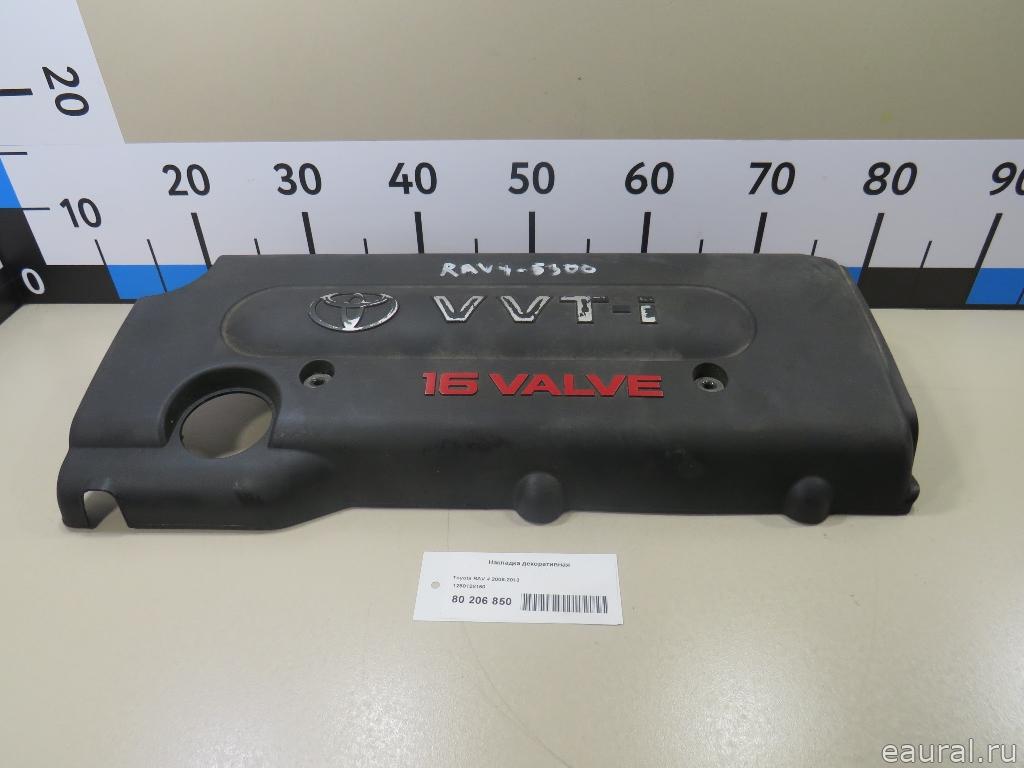 20
10
0
20 30 40 50 60 70 80 90
RAV4-5300
VVT-i
16 VALVE
Накладка декоративная
Toyota RAV 4 2006-2013
80 206 850
eaural.ru